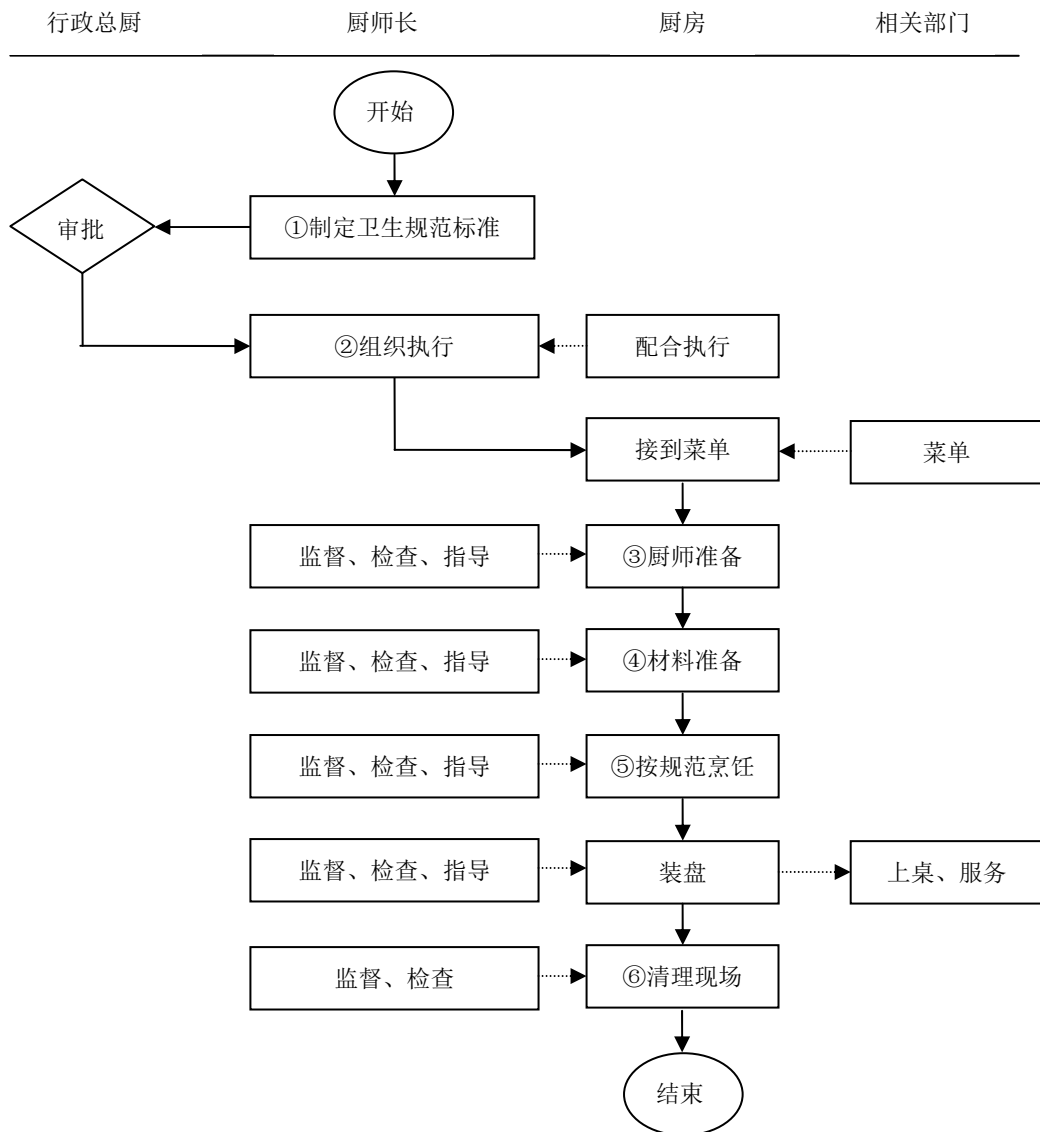 行政总厨 厨师长 厨房 相关部门
开始
审批 ①制定卫生规范标准
②组织执行 配合执行
接到菜单 菜单
监督、检查、指导 ③厨师准备
监督、检查、指导 ④材料准备
监督、检查、指导 ⑤按规范烹饪
监督、检查、指导 装盘 上桌、服务
监督、检查 ⑥清理现场
结束